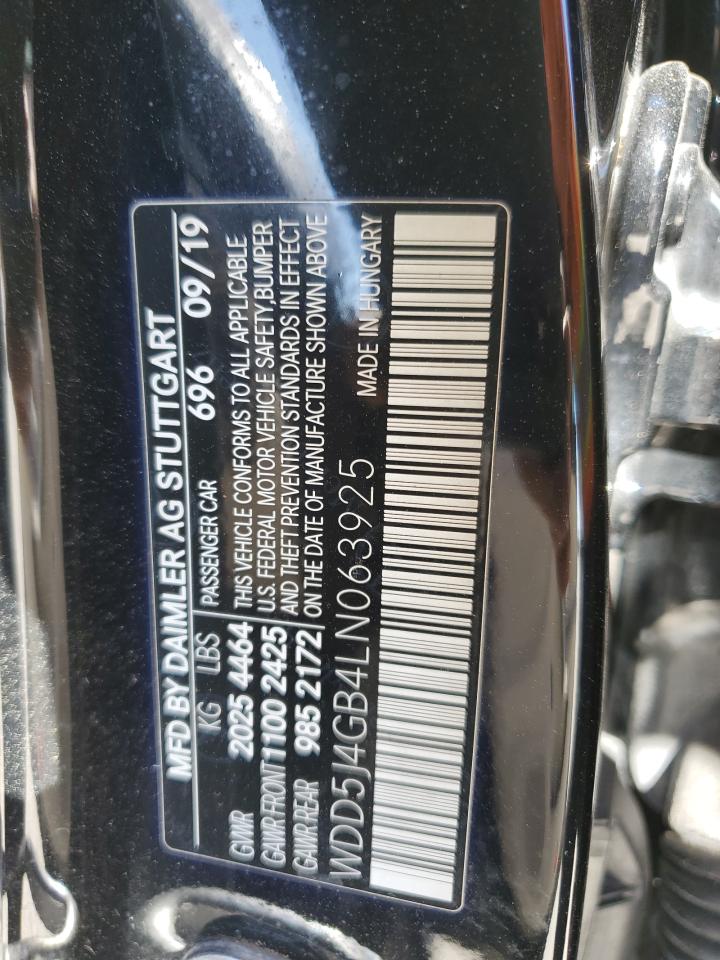 MFD BY DAIMLER AG STUTTGART
KG LBS PASSENGER CAR 696 09/19
GVWR 2025 4464 THIS VEHICLE CONFORMS TO ALL APPLICABLE
GAWR FRONT 1100 2425 U.S. FEDERAL MOTOR VEHICLE SAFETY,BUMPER
GAWR REAR 985 2172 AND THEFT PREVENTION STANDARDS IN EFFECT
ON THE DATE OF MANUFACTURE SHOWN ABOVE
WDD5J4GB4LN063925 MADE IN HUNGARY